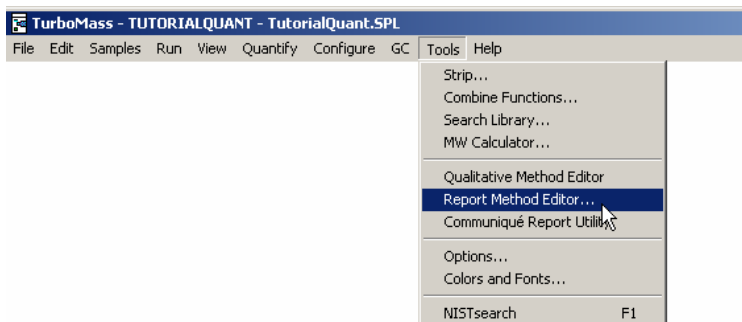 TurboMass - TUTORIALQUANT - TutorialQuant.SPL
File Edit Samples Run View Quantify Configure GC Tools Help
Strip...
Combine Functions...
Search Library...
MW Calculator...
Qualitative Method Editor
Report Method Editor...
Communiqué Report Utility
Options...
Colors and Fonts...
NISTsearch F1